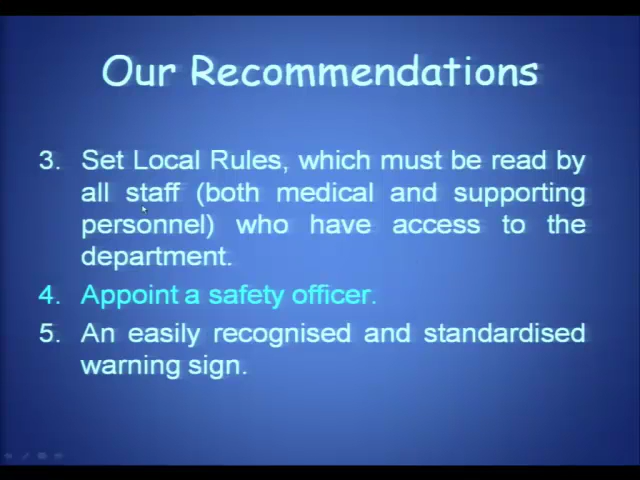 Our Recommendations
3. Set Local Rules, which must be read by
all staff (both medical and supporting
personnel) who have access to the
department.
4. Appoint a safety officer.
5. An easily recognised and standardised
warning sign.